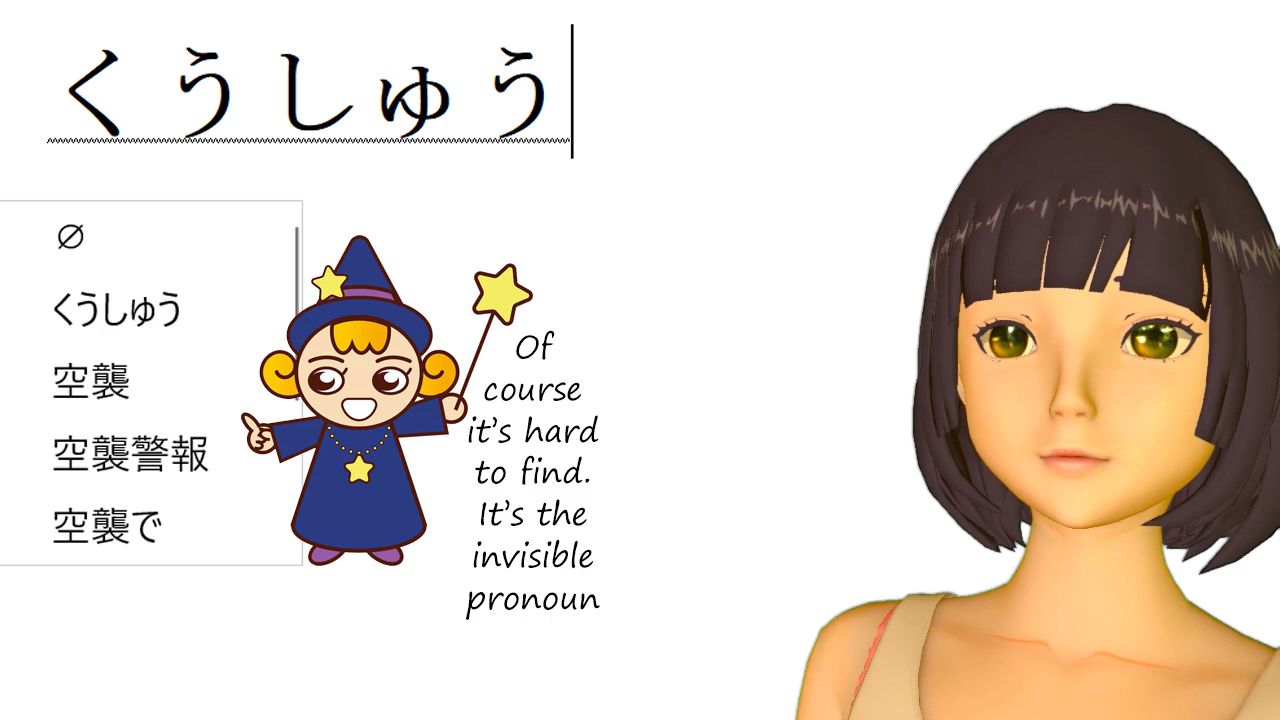 くうしゅう
∅
くうしゅう
空襲
空襲警報
空襲で
Of
course
it's hard
to find.
It's the
invisible
pronoun